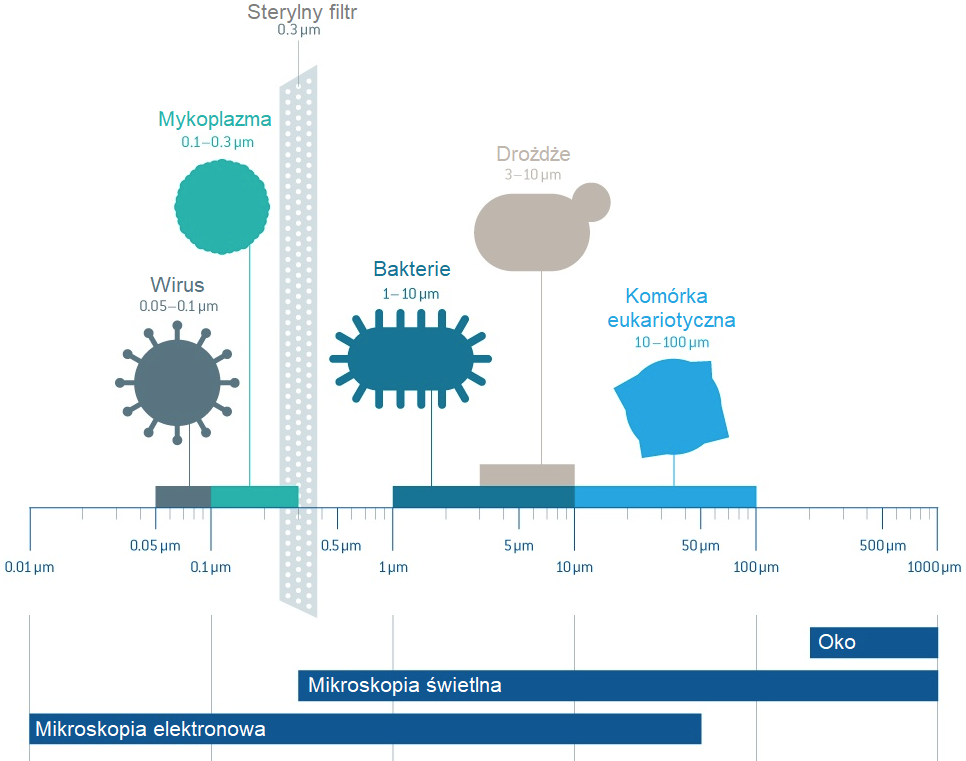 Sterylny filtr
0.3 µm
Mykoplazma
0.1–0.3 µm
Drożdże
3–10 µm
Bakterie
1–10 µm
Wirus
0.05–0.1 µm
Komórka
eukariotyczna
10–100 µm
0.05 µm
0.5 µm
5 µm
50 µm
500 µm
0.01 µm
0.1 µm
1 µm
10 µm
100 µm
1000 µm
Oko
Mikroskopia świetlna
Mikroskopia elektronowa